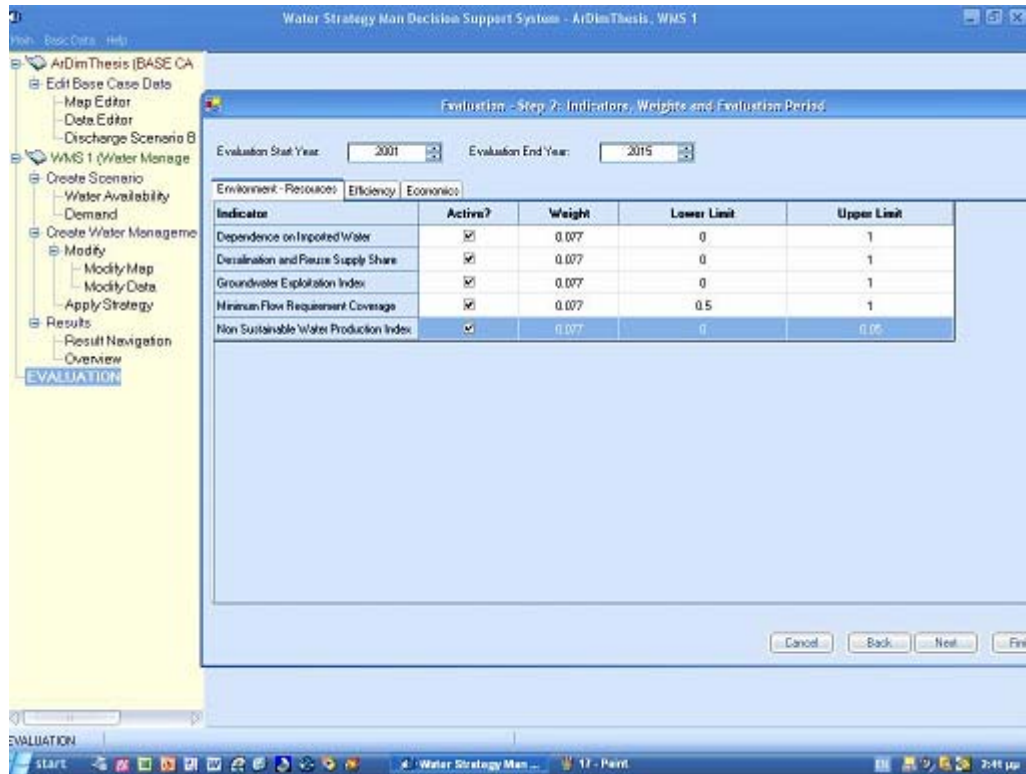 Water Strategy Man Decision Support System - ArDimThesis, WMS 1
Main Basic Data Help
ArDimThesis (BASE CA
Edit Base Case Data
Map Editor
Data Editor
Discharge Scenario B
WMS 1 (Water Manage
Create Scenario
Water Availability
Demand
Create Water Manageme
Modify
Modify Map
Modify Data
Apply Strategy
Results
Result Navigation
Overview
EVALUATION
Evaluation - Step 2: Indicators, Weights and Evaluation Period
Evaluation Start Year: 2001 Evaluation End Year: 2015
Environment - Resources Efficiency Economics
Indicator Active? Weight Lower Limit Upper Limit
Dependence on Imported Water 0.077 0 1
Desalination and Reuse Supply Share 0.077 0 1
Groundwater Exploitation Index 0.077 0 1
Minimum Flow Requirement Coverage 0.077 0.5 1
Non Sustainable Water Production Index 0.077 0 0.05
Cancel Back Next Fin
EVALUATION
start Water Strategy Man ... 17 - Paint EN 2:41 μμ